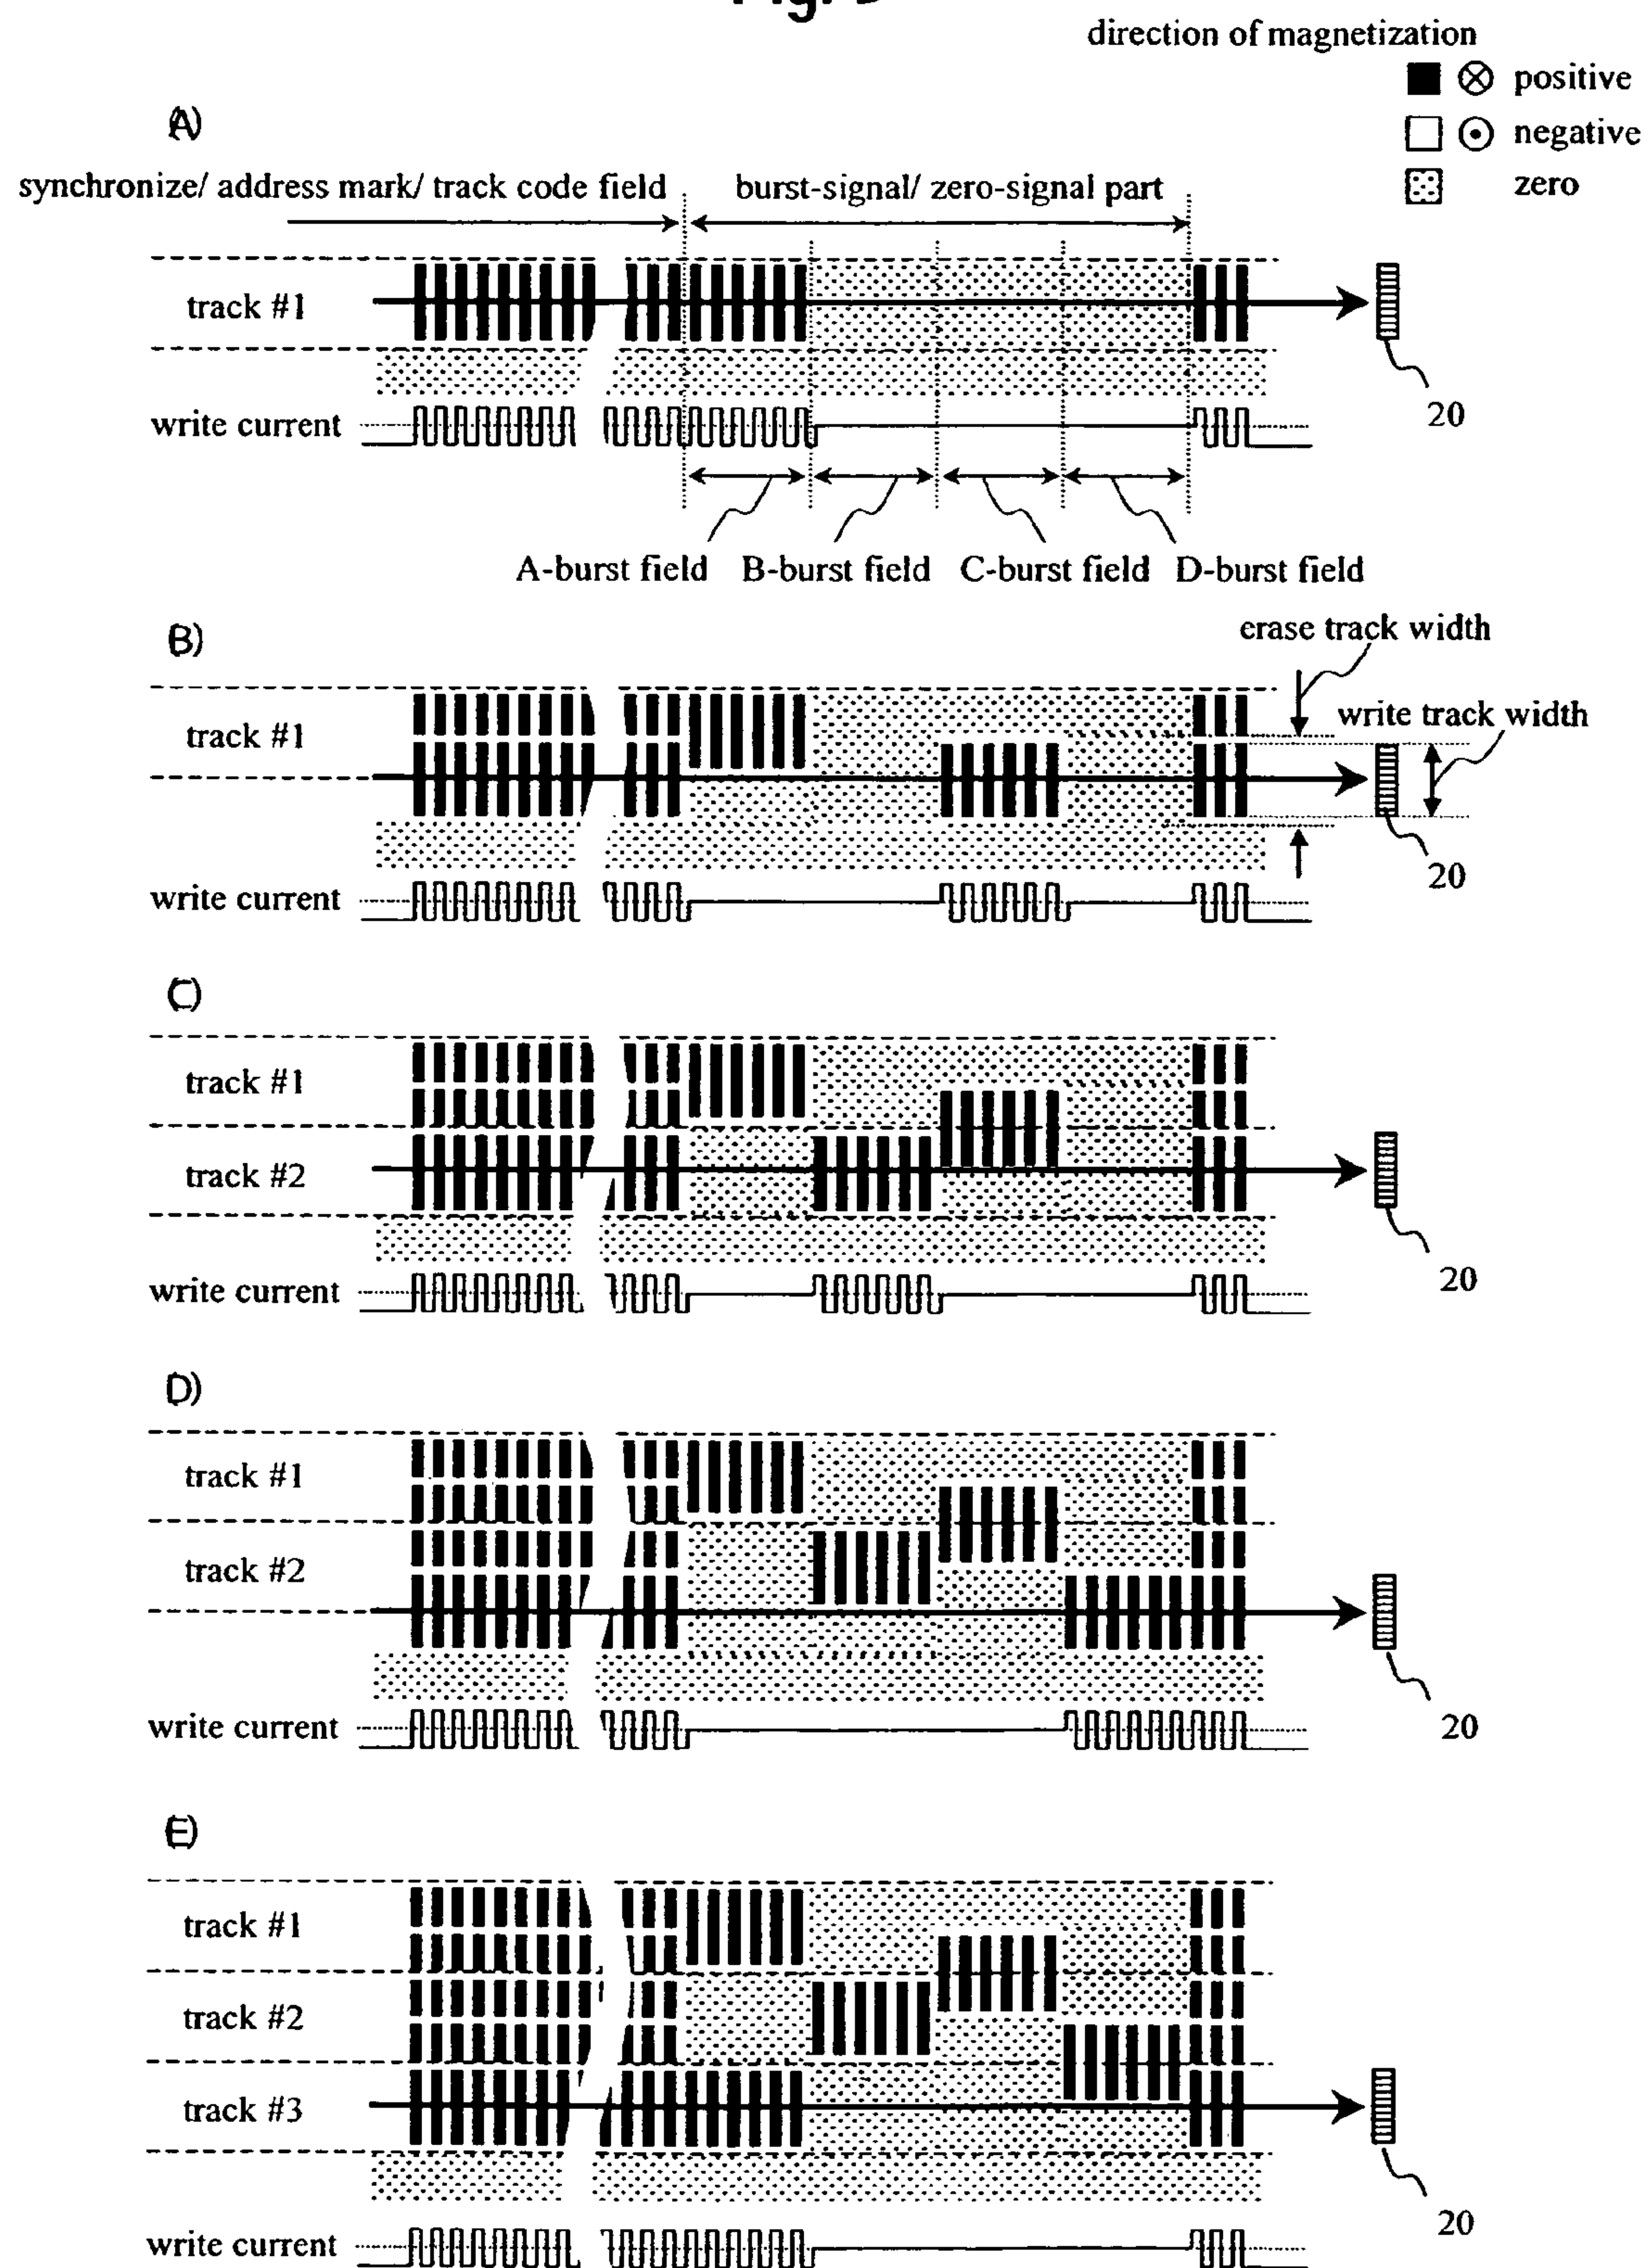 direction of magnetization
positive
negative
zero
A)
synchronize/ address mark/ track code field
burst-signal/ zero-signal part
track #1
20
write current
A-burst field B-burst field C-burst field D-burst field
B)
erase track width
write track width
track #1
20
write current
C)
track #1
track #2
20
write current
D)
track #1
track #2
20
write current
E)
track #1
track #2
track #3
20
write current